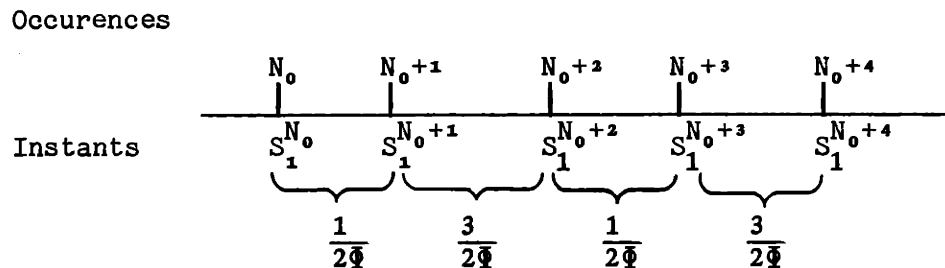 Occurences
N₀ N₀+1 N₀+2 N₀+3 N₀+4
Instants S₁^N₀ S₁^N₀+1 S₁^N₀+2 S₁^N₀+3 S₁^N₀+4
1/2Φ 3/2Φ 1/2Φ 3/2Φ